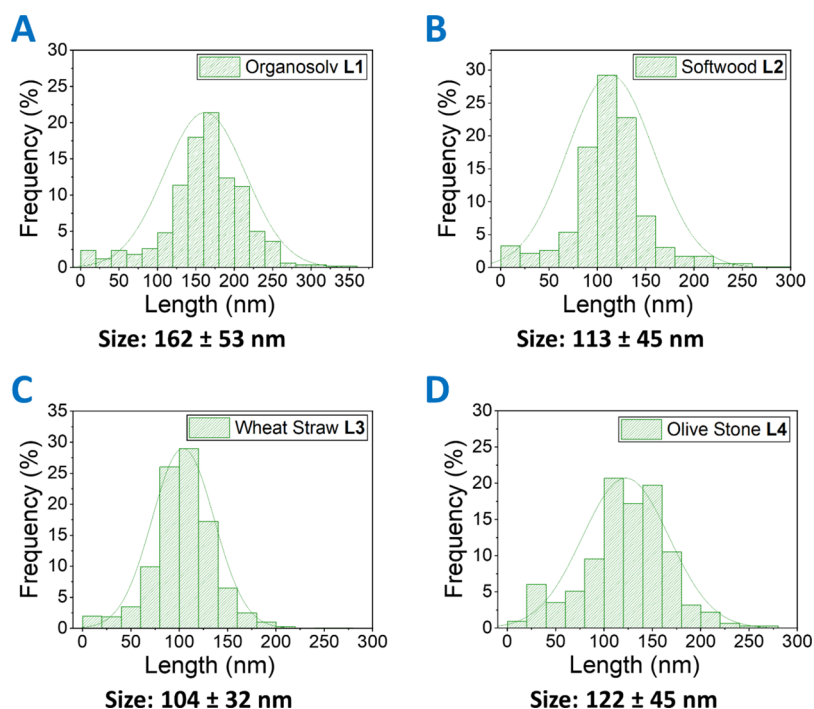 A
B
Frequency (%)
30
25
20
15
10
5
0
Organosolv L1
0 50 100 150 200 250 300 350
Length (nm)
Size: 162 ± 53 nm
Frequency (%)
30
25
20
15
10
5
0
Softwood L2
0 50 100 150 200 250 300
Length (nm)
Size: 113 ± 45 nm
C
D
Frequency (%)
35
30
25
20
15
10
5
0
Wheat Straw L3
0 50 100 150 200 250 300
Length (nm)
Size: 104 ± 32 nm
Frequency (%)
30
25
20
15
10
5
0
Olive Stone L4
0 50 100 150 200 250 300
Length (nm)
Size: 122 ± 45 nm